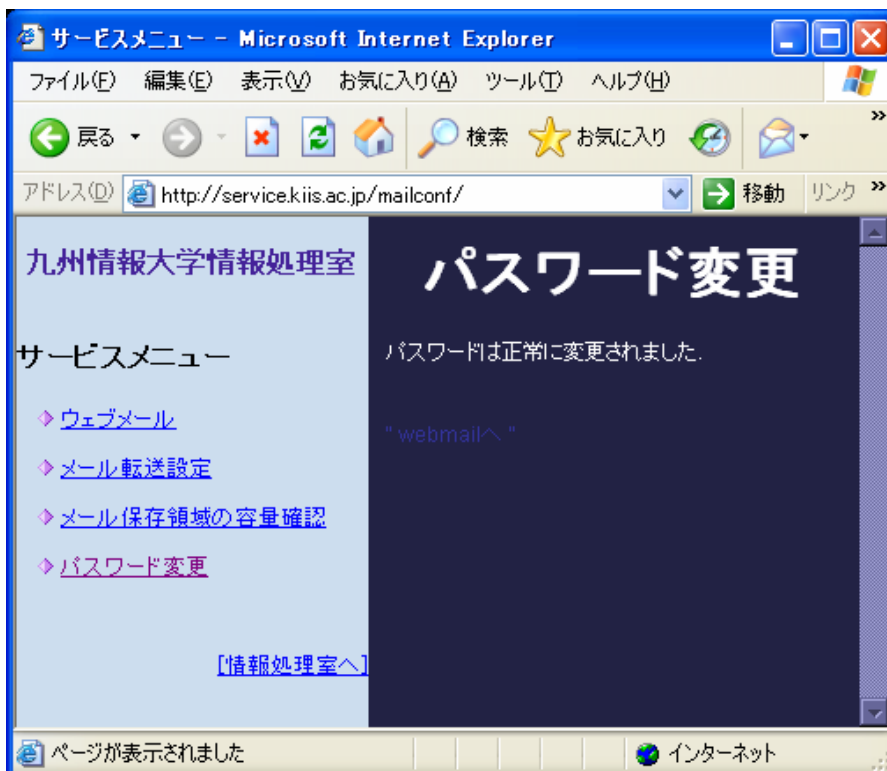 サービスメニュー - Microsoft Internet Explorer
ファイル(F) 編集(E) 表示(V) お気に入り(A) ツール(T) ヘルプ(H)
戻る 検索 お気に入り »
アドレス(D) http://service.kiis.ac.jp/mailconf/ 移動 リンク »
九州情報大学情報処理室
サービスメニュー
ウェブメール
メール転送設定
メール保存領域の容量確認
パスワード変更
[情報処理室へ]
パスワード変更
パスワードは正常に変更されました.
" webmailへ "
ページが表示されました インターネット